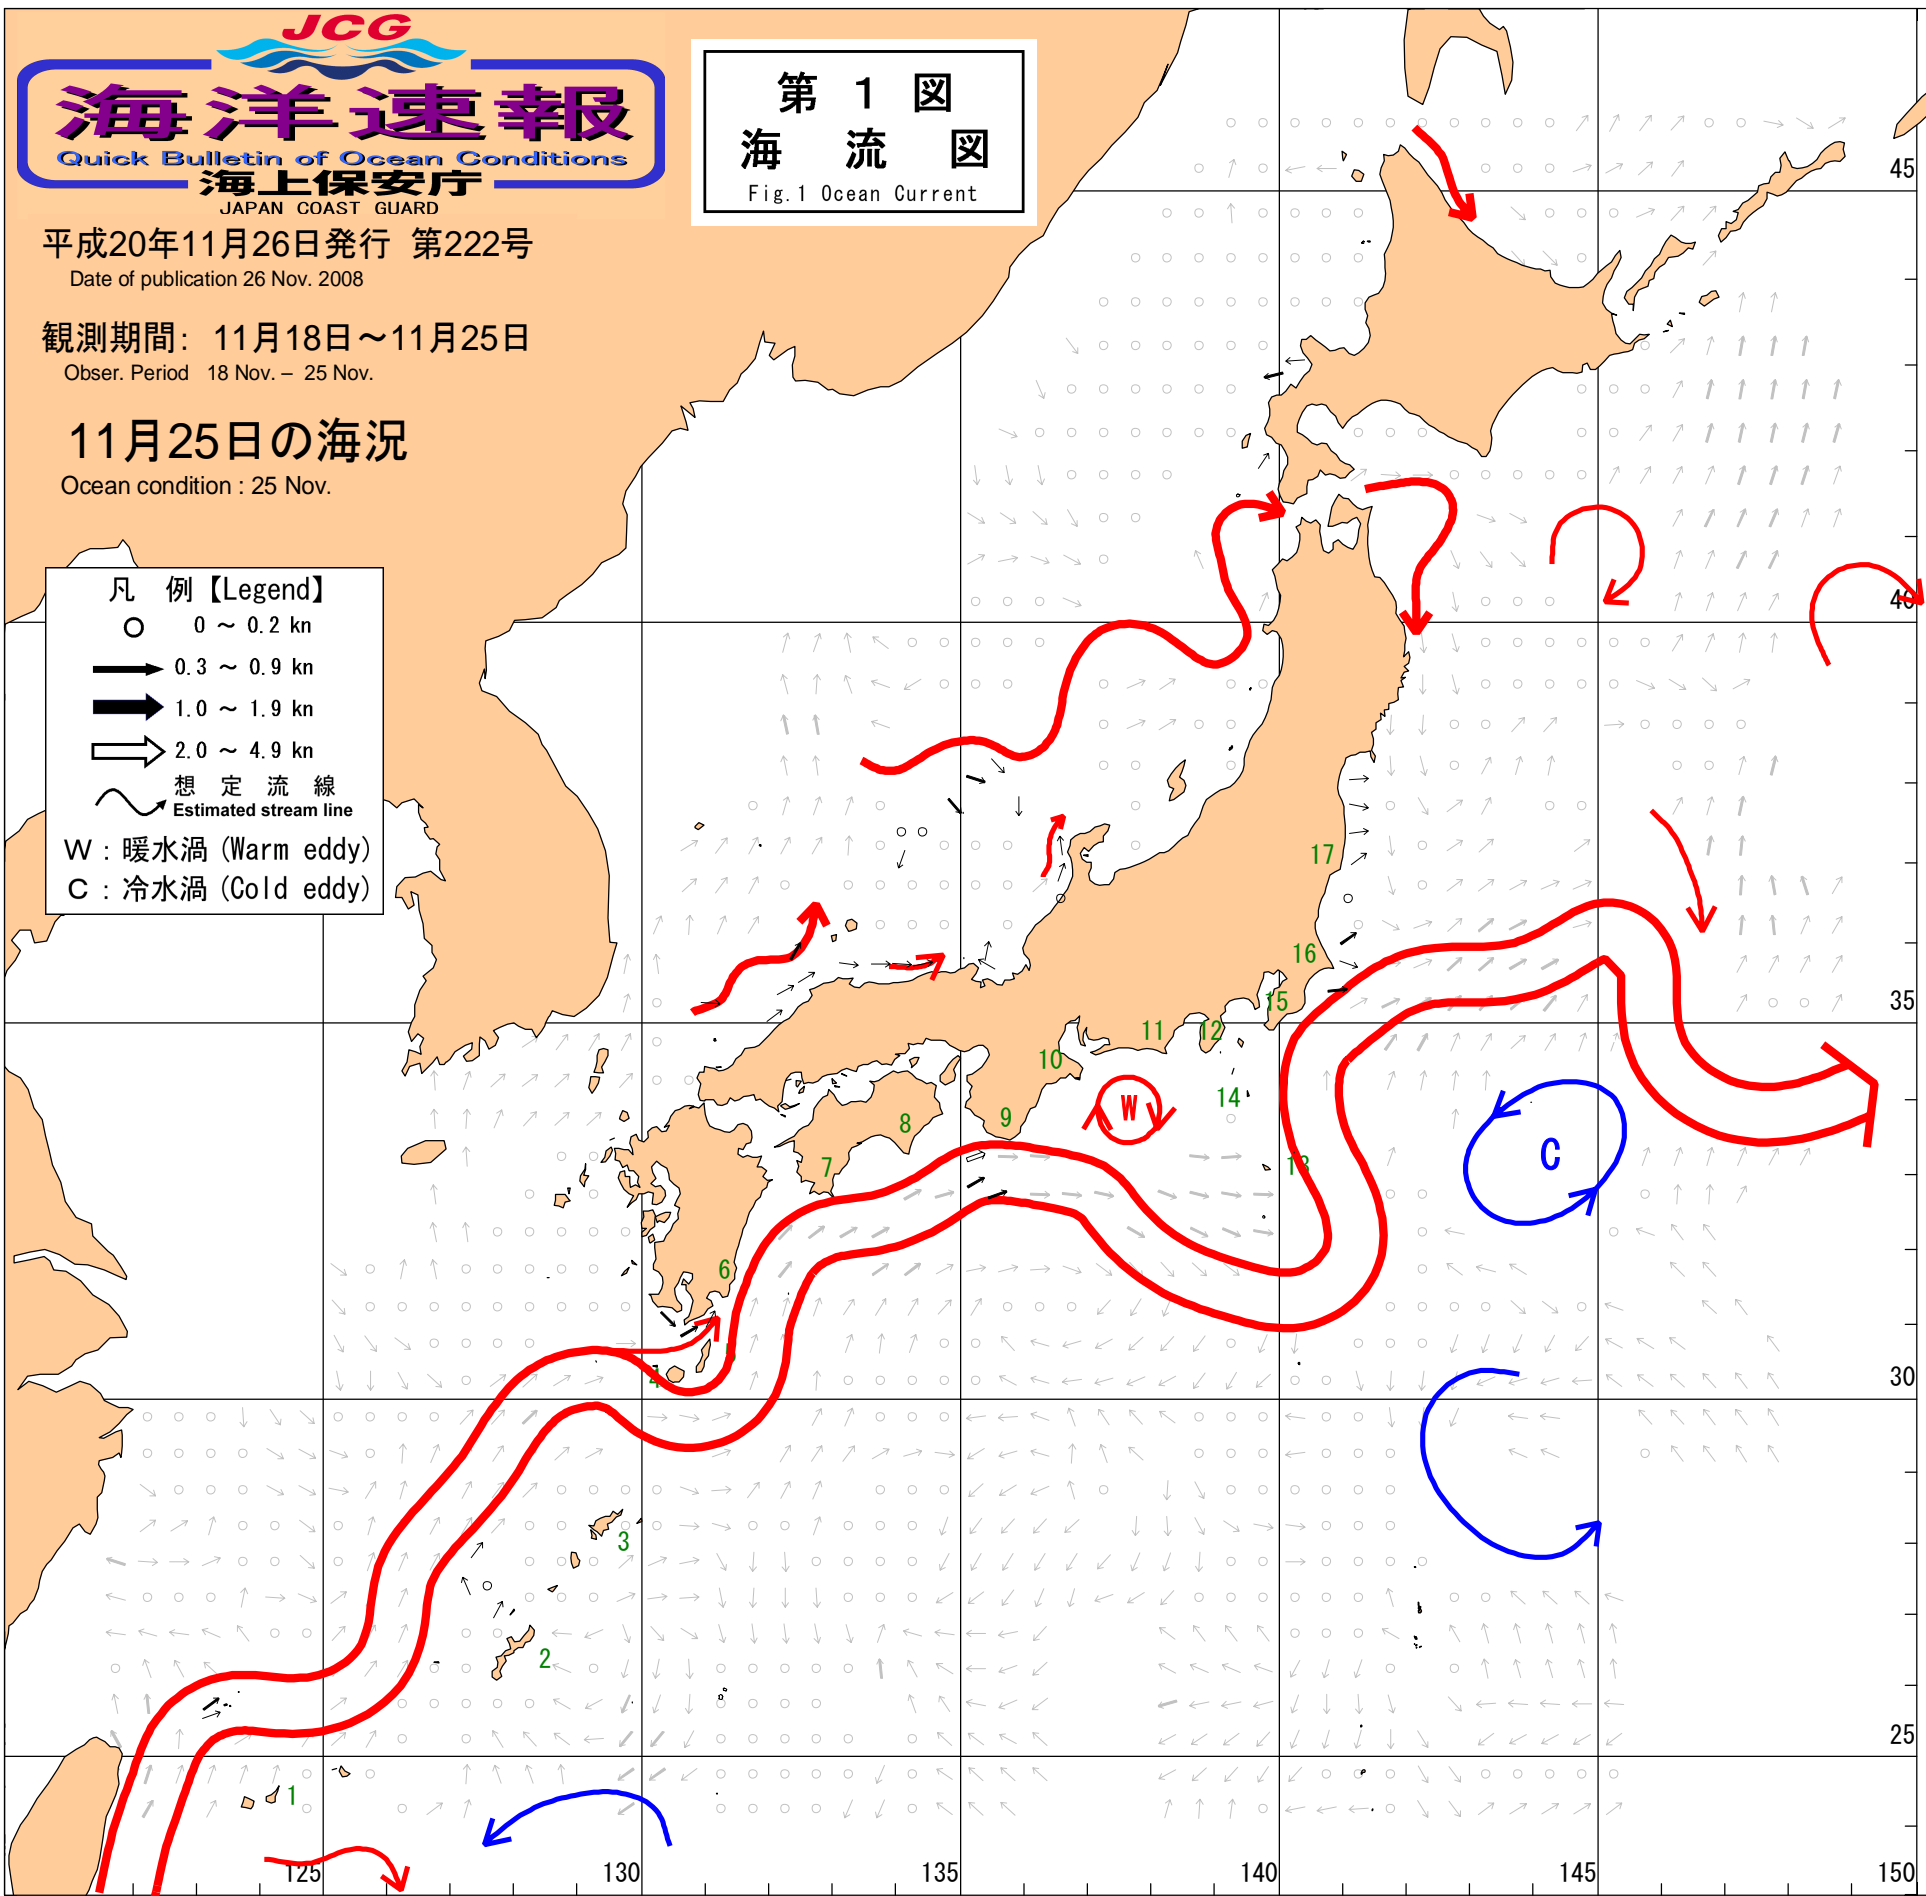 JCG
海洋速報
Quick Bulletin of Ocean Conditions
海上保安庁
JAPAN COAST GUARD
第 1 図
海 流 図
Fig.1 Ocean Current
平成20年11月26日発行 第222号
Date of publication 26 Nov. 2008
観測期間: 11月18日～11月25日
Obser. Period 18 Nov. – 25 Nov.
11月25日の海況
Ocean condition : 25 Nov.
凡 例【Legend】
0 ～ 0.2 kn
0.3 ～ 0.9 kn
1.0 ～ 1.9 kn
2.0 ～ 4.9 kn
想 定 流 線
Estimated stream line
W : 暖水渦 (Warm eddy)
C : 冷水渦 (Cold eddy)
45
40
17
16
35
15
12
11
10
14
W
9
8
C
7
13
6
5
4
30
3
2
25
1
125
130
135
140
145
150